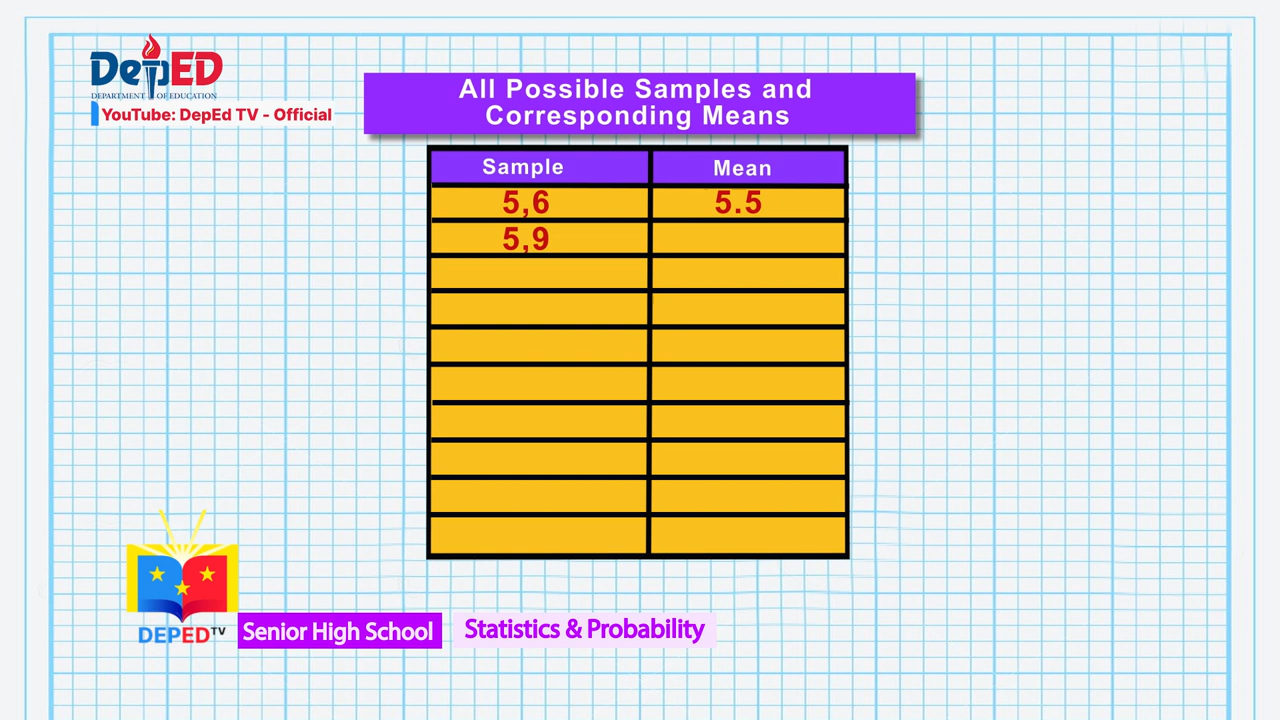 DepED
DEPARTMENT OF EDUCATION
YouTube: DepEd TV - Official
All Possible Samples and
Corresponding Means
Sample Mean
5,6 5.5
5,9
DEPED TV
Senior High School
Statistics & Probability